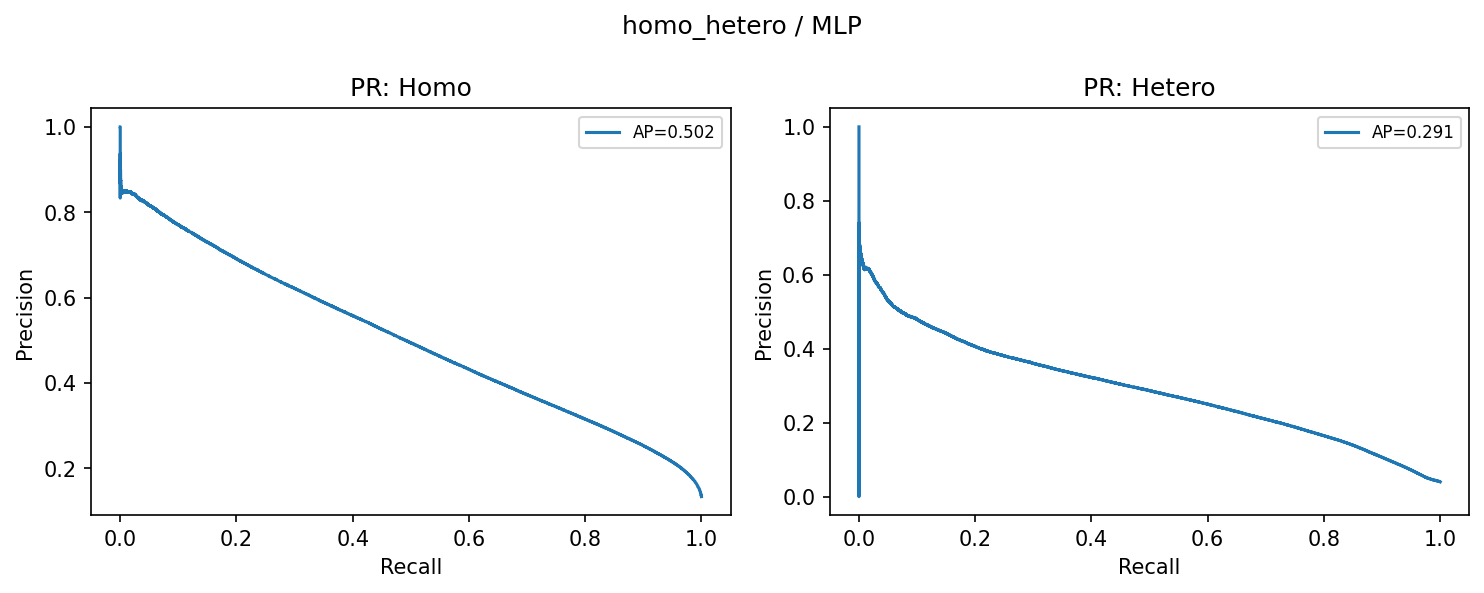 homo_hetero / MLP
PR: Homo
1.0
0.8
0.6
0.4
0.2
Precision
0.0 0.2 0.4 0.6 0.8 1.0
Recall
AP=0.502
PR: Hetero
1.0
0.8
0.6
0.4
0.2
0.0
Precision
0.0 0.2 0.4 0.6 0.8 1.0
Recall
AP=0.291